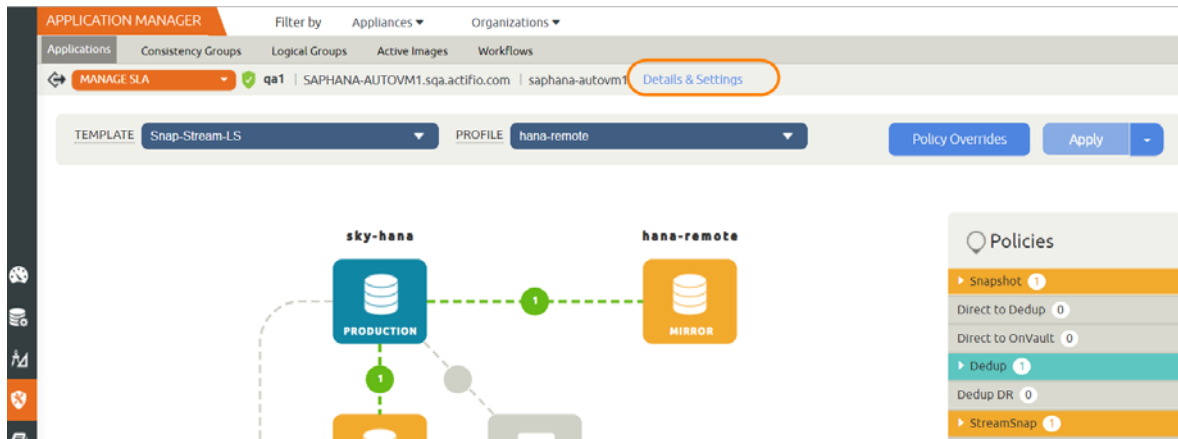 APPLICATION MANAGER Filter by Appliances Organizations
Applications Consistency Groups Logical Groups Active Images Workflows
MANAGE SLA qa1 | SAPHANA-AUTOVM1.sqa.actifio.com | saphana-autovm1 Details & Settings
TEMPLATE Snap-Stream-LS PROFILE hana-remote Policy Overrides Apply
sky-hana hana-remote
Policies
Snapshot 1
1
PRODUCTION MIRROR
Direct to Dedup 0
Direct to OnVault 0
Dedup 1
1
Dedup DR 0
StreamSnap 1